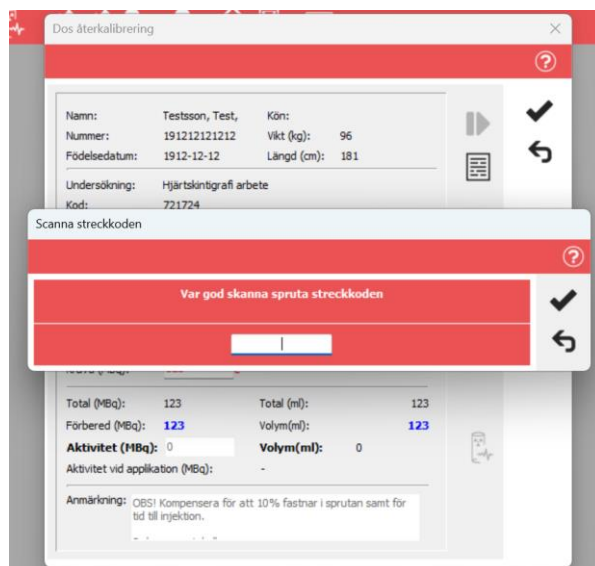 Dos återkalibrering
Namn: Testsson, Test, Kön:
Nummer: 191212121212 Vikt (kg): 96
Födelsedatum: 1912-12-12 Längd (cm): 181
Undersökning: Hjärtskintigrafi arbete
Kod: 721724
Scanna streckkoden
Var god skanna spruta streckkoden
Total (MBq): 123 Total (ml): 123
Förbered (MBq): 123 Volym(ml): 123
Aktivitet (MBq): 0 Volym(ml): 0
Aktivitet vid applikation (MBq): -
Anmärkning: OBS! Kompensera för att 10% fastnar i sprutan samt för
tid till injektion.